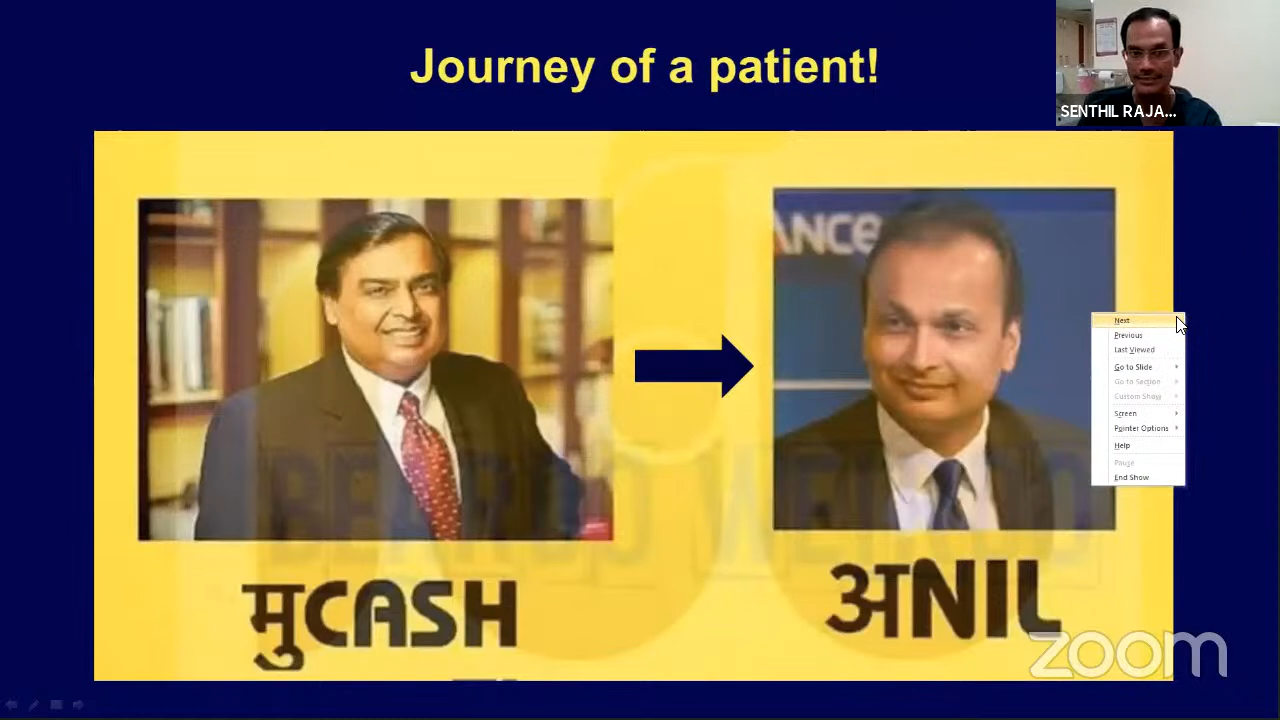 Journey of a patient!
SENTHIL RAJA...
ANCe
मुCASH
अNIL
Next
Previous
Last Viewed
Go to Slide
Go to Section
Custom Show
Screen
Pointer Options
Help
Pause
End Show
zoom